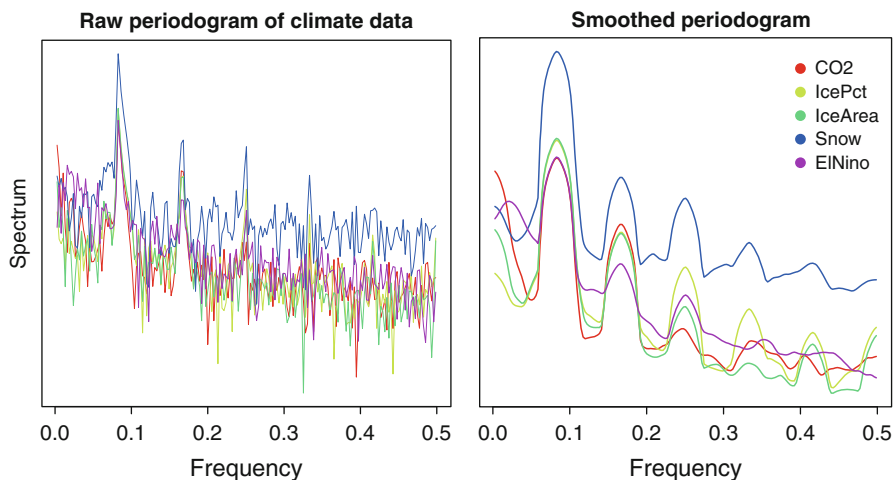 Raw periodogram of climate data
Smoothed periodogram
Spectrum
CO2
IcePct
IceArea
Snow
ElNino
0.0 0.1 0.2 0.3 0.4 0.5
0.0 0.1 0.2 0.3 0.4 0.5
Frequency
Frequency